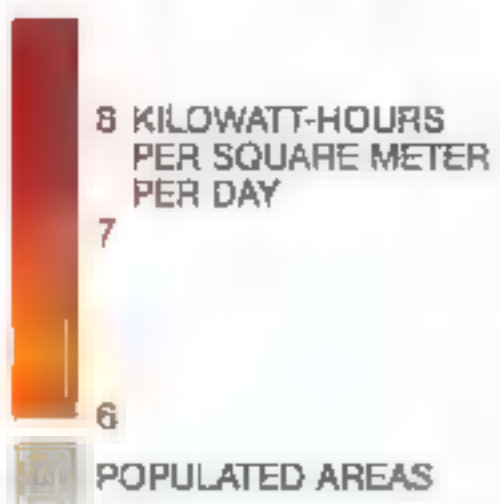 8 KILOWATT-HOURS
PER SQUARE METER
PER DAY
7
6
POPULATED AREAS